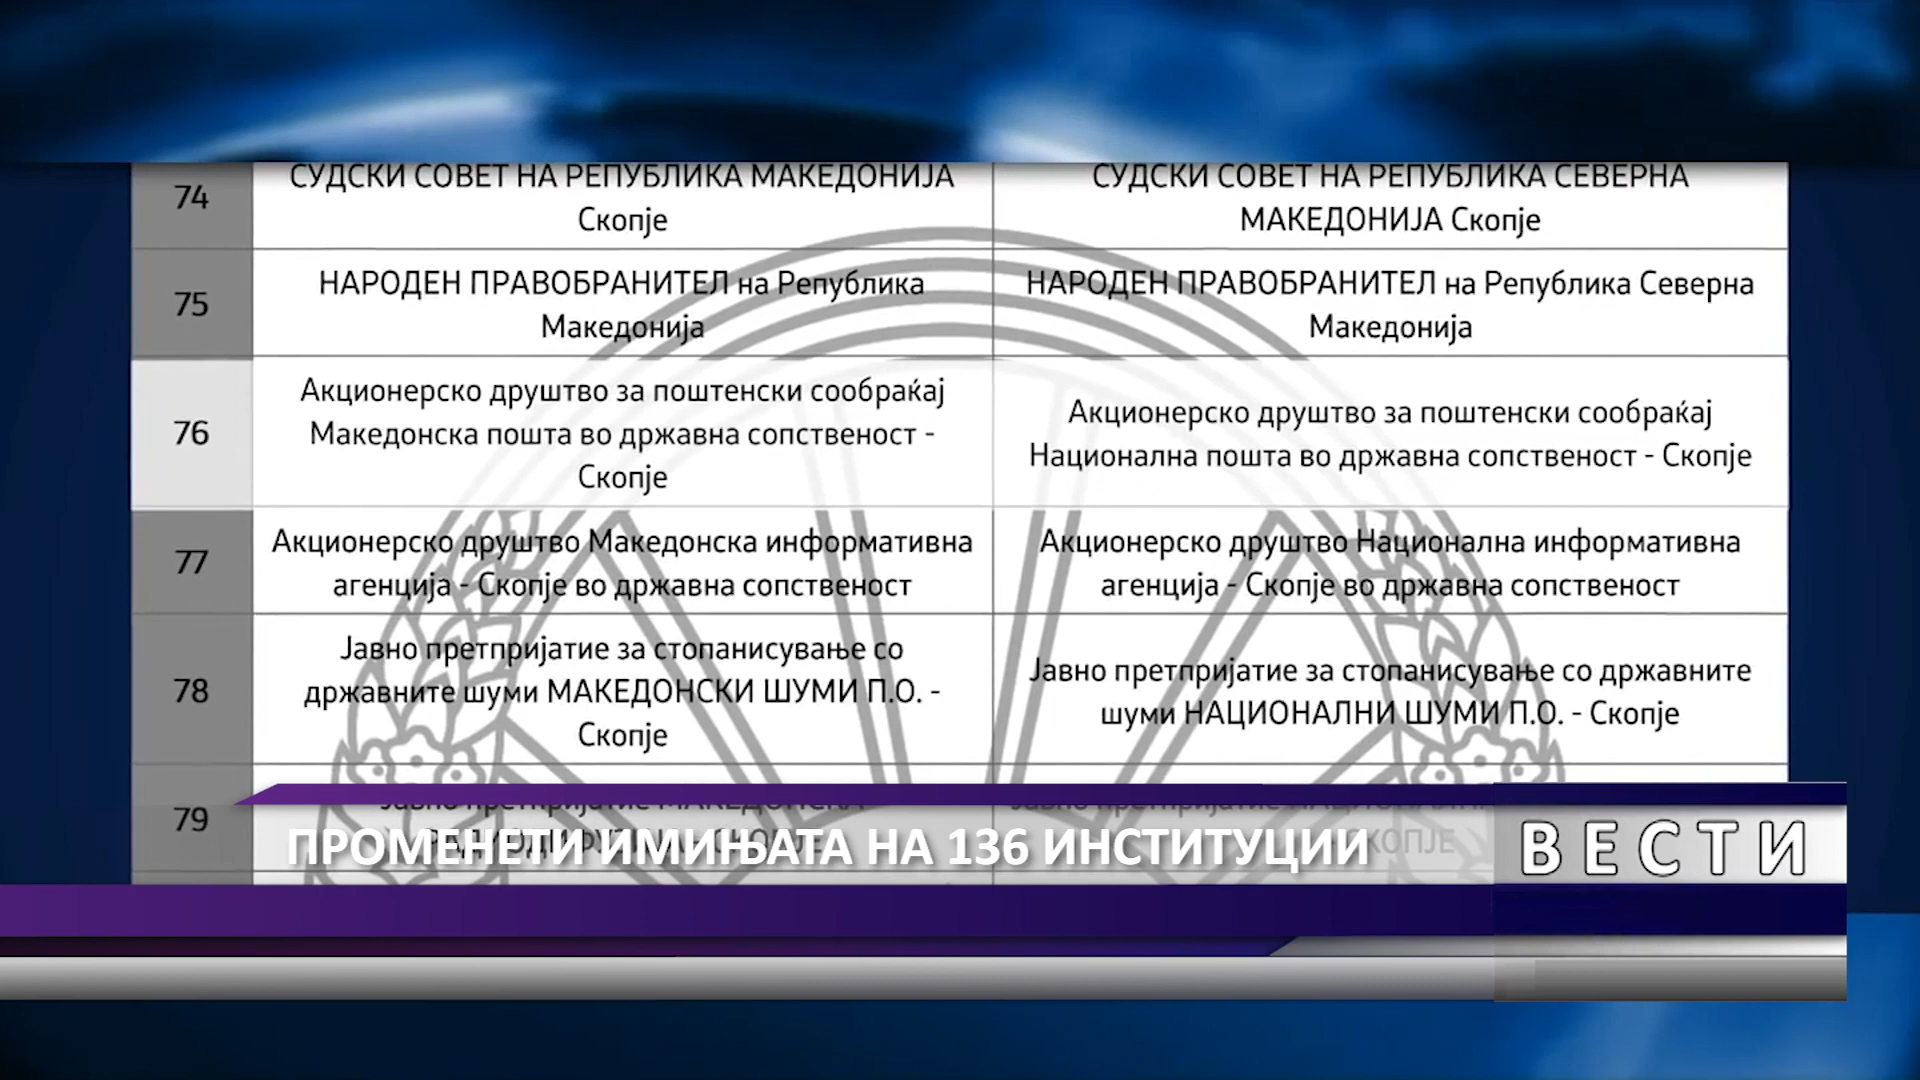 74
СУДСКИ СОВЕТ НА РЕПУБЛИКА МАКЕДОНИЈА
Скопје
СУДСКИ СОВЕТ НА РЕПУБЛИКА СЕВЕРНА
МАКЕДОНИЈА Скопје
75
НАРОДЕН ПРАВОБРАНИТЕЛ на Република
Македонија
НАРОДЕН ПРАВОБРАНИТЕЛ на Република Северна
Македонија
76
Акционерско друштво за поштенски сообраќај
Македонска пошта во државна сопственост -
Скопје
Акционерско друштво за поштенски сообраќај
Национална пошта во државна сопственост - Скопје
77
Акционерско друштво Македонска информативна
агенција - Скопје во државна сопственост
Акционерско друштво Национална информативна
агенција - Скопје во државна сопственост
78
Јавно претпријатие за стопанисување со
државните шуми МАКЕДОНСКИ ШУМИ П.О. -
Скопје
Јавно претпријатие за стопанисување со државните
шуми НАЦИОНАЛНИ ШУМИ П.О. - Скопје
79
Јавно претпријатие МАКЕДОНСКА
ПРОМЕНЕТИ ИМИЊАТА НА 136 ИНСТИТУЦИИ
ВЕСТИ